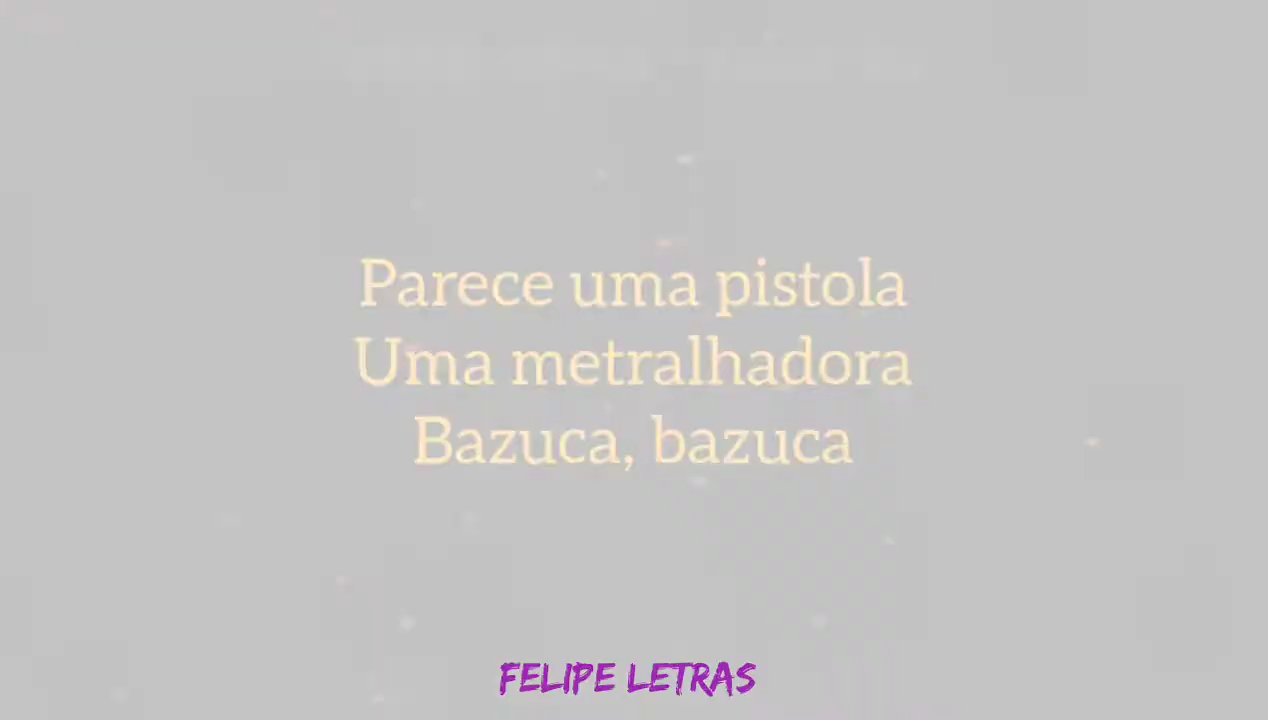 Parece uma pistola
Uma metralhadora
Bazuca, bazuca
FELIPE LETRAS